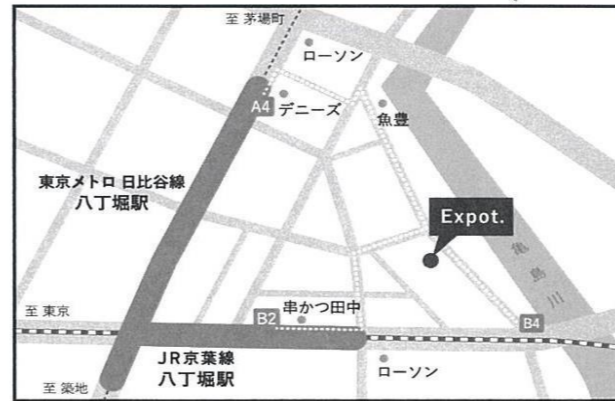 至 茅場町
ローソン
A4
デニーズ
魚豊
東京メトロ 日比谷線
八丁堀駅
Expot.
亀島川
至 東京
B2
串かつ田中
B4
JR京葉線
八丁堀駅
ローソン
至 築地